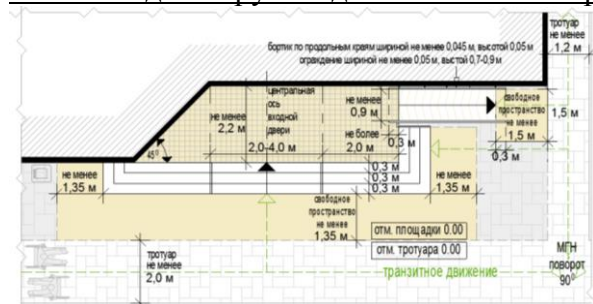 тротуар
не менее
1,2 м
бортик по продольным краям шириной не менее 0,045 м, высотой 0,05 м
ограждение шириной не менее 0,05 м, высотй 0,7-0,9 м
центральная
ось
входной
двери
не менее
0,9 м
свободное
пространство
не менее
1,5 м
1,5 м
не менее
2,2 м
не более
2,0 м
2,0-4,0 м
0,3 м
0,3 м
45°
0,3 м
0,3 м
0,3 м
не менее
1,35 м
не менее
1,35 м
свободное
пространство
не менее
1,35 м
отм. площадки 0.00
отм. тротуара 0.00
тротуар
не менее
2,0 м
транзитное движение
МГН
поворот
90°